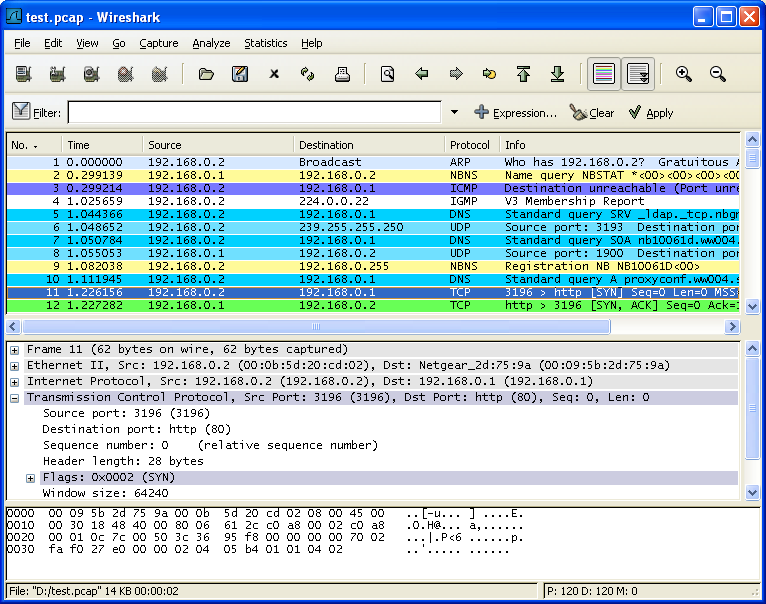 test.pcap - Wireshark
File Edit View Go Capture Analyze Statistics Help
Filter: Expression... Clear Apply
No. Time Source Destination Protocol Info
1 0.000000 192.168.0.2 Broadcast ARP Who has 192.168.0.2? Gratuitous A
2 0.299139 192.168.0.1 192.168.0.2 NBNS Name query NBSTAT *<00><00><00><0
3 0.299214 192.168.0.2 192.168.0.1 ICMP Destination unreachable (Port unre
4 1.025659 192.168.0.2 224.0.0.22 IGMP V3 Membership Report
5 1.044366 192.168.0.2 192.168.0.1 DNS Standard query SRV _ldap._tcp.nbgm
6 1.048652 192.168.0.2 239.255.255.250 UDP Source port: 3193 Destination por
7 1.050784 192.168.0.2 192.168.0.1 DNS Standard query SOA nb10061d.ww004.
8 1.055053 192.168.0.1 192.168.0.2 UDP Source port: 1900 Destination por
9 1.082038 192.168.0.2 192.168.0.255 NBNS Registration NB NB10061D<00>
10 1.111945 192.168.0.2 192.168.0.1 DNS Standard query A proxyconf.ww004.s
11 1.226156 192.168.0.2 192.168.0.1 TCP 3196 > http [SYN] Seq=0 Len=0 MSS=
12 1.227282 192.168.0.1 192.168.0.2 TCP http > 3196 [SYN, ACK] Seq=0 Ack=1
Frame 11 (62 bytes on wire, 62 bytes captured)
Ethernet II, Src: 192.168.0.2 (00:0b:5d:20:cd:02), Dst: Netgear_2d:75:9a (00:09:5b:2d:75:9a)
Internet Protocol, Src: 192.168.0.2 (192.168.0.2), Dst: 192.168.0.1 (192.168.0.1)
Transmission Control Protocol, Src Port: 3196 (3196), Dst Port: http (80), Seq: 0, Len: 0
Source port: 3196 (3196)
Destination port: http (80)
Sequence number: 0 (relative sequence number)
Header length: 28 bytes
Flags: 0x0002 (SYN)
Window size: 64240
0000 00 09 5b 2d 75 9a 00 0b 5d 20 cd 02 08 00 45 00 ..[-u... ] ....E.
0010 00 30 18 48 40 00 80 06 61 2c c0 a8 00 02 c0 a8 .0.H@... a,......
0020 00 01 0c 7c 00 50 3c 36 95 f8 00 00 00 00 70 02 ...|.P<6 ......p.
0030 fa f0 27 e0 00 00 02 04 05 b4 01 01 04 02 ..'..... ......
File: "D:/test.pcap" 14 KB 00:00:02 P: 120 D: 120 M: 0